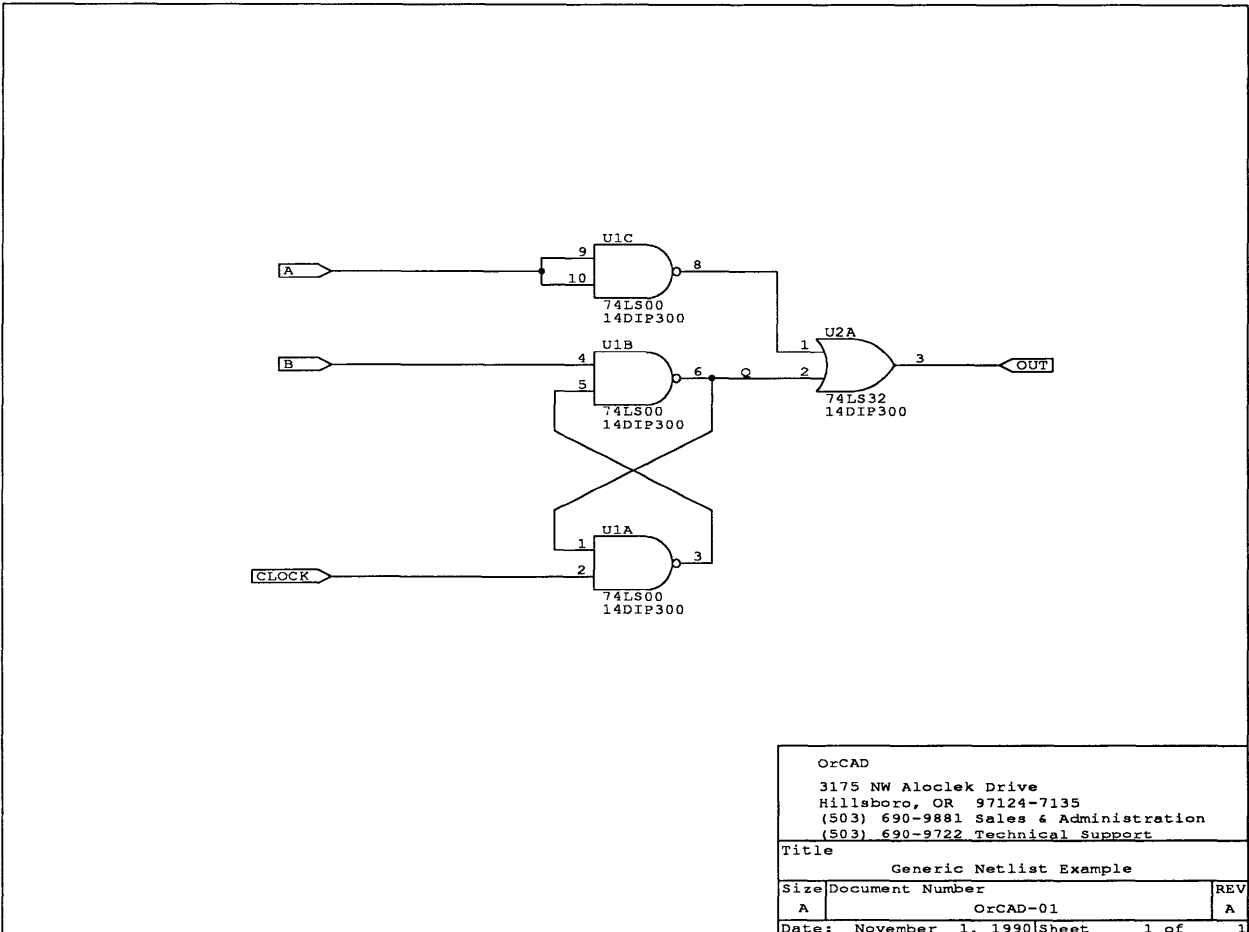 U1C
A
9
8
10
74LS00
14DIP300
U2A
U1B
1
B
4
6
Q
2
3
OUT
5
74LS00
14DIP300
74LS32
14DIP300
U1A
1
3
CLOCK
2
74LS00
14DIP300
OrCAD
3175 NW Aloclek Drive
Hillsboro, OR 97124-7135
(503) 690-9881 Sales & Administration
(503) 690-9722 Technical Support
Title
Generic Netlist Example
Size Document Number REV
A OrCAD-01 A
Date: November 1, 1990 Sheet 1 of 1